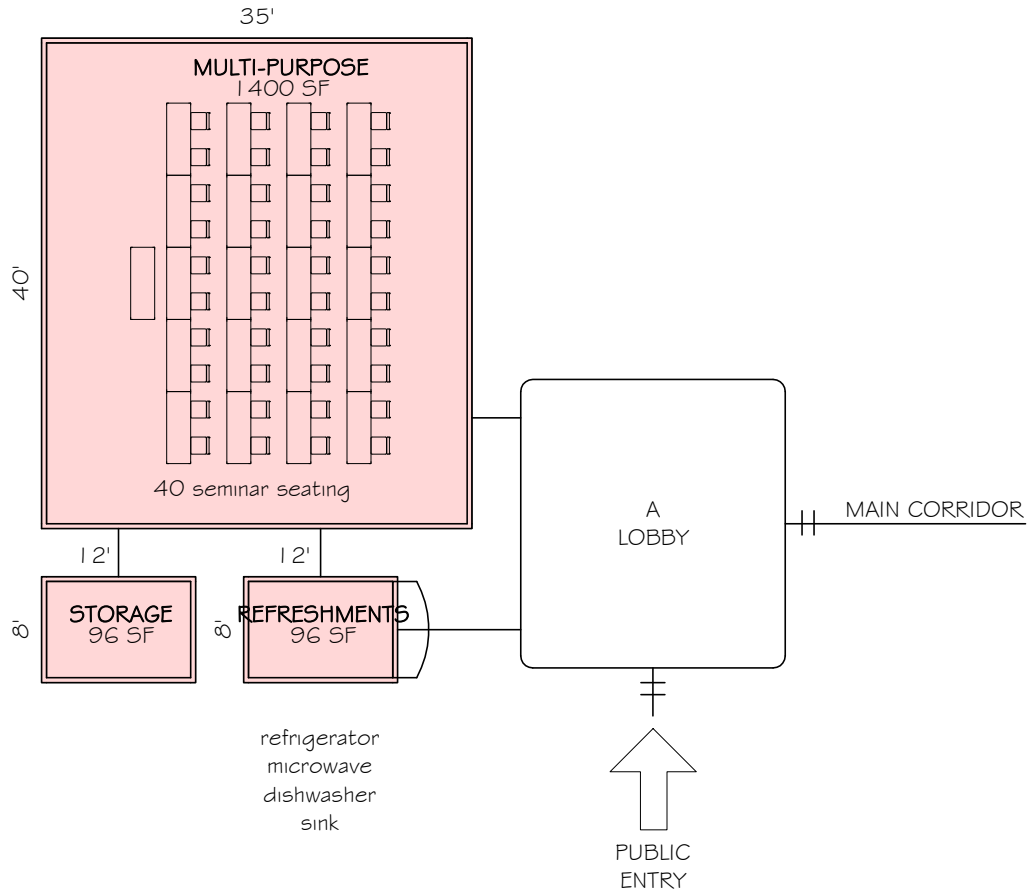 35'
MULTI-PURPOSE
1400 SF
40'
40 seminar seating
A
LOBBY
MAIN CORRIDOR
12'
12'
8'
STORAGE
96 SF
8'
REFRESHMENTS
96 SF
refrigerator
microwave
dishwasher
sink
PUBLIC
ENTRY